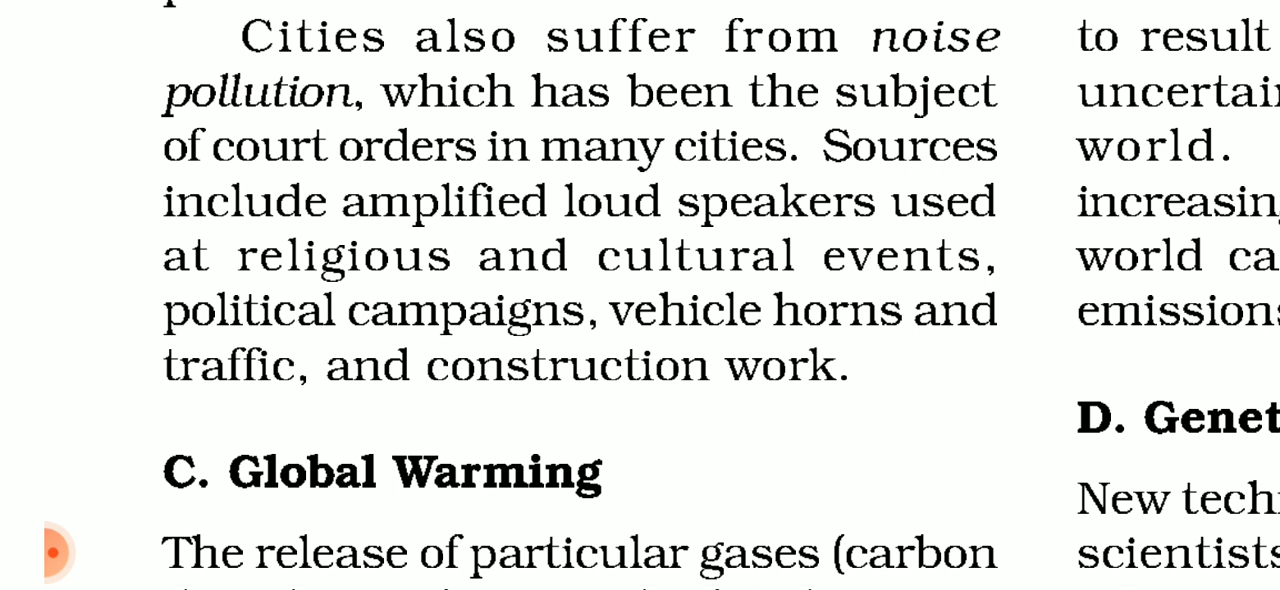 Cities also suffer from noise
pollution, which has been the subject
of court orders in many cities. Sources
include amplified loud speakers used
at religious and cultural events,
political campaigns, vehicle horns and
traffic, and construction work.
C. Global Warming
The release of particular gases (carbon
to result
world.
world
emissions
D.
New
scientists